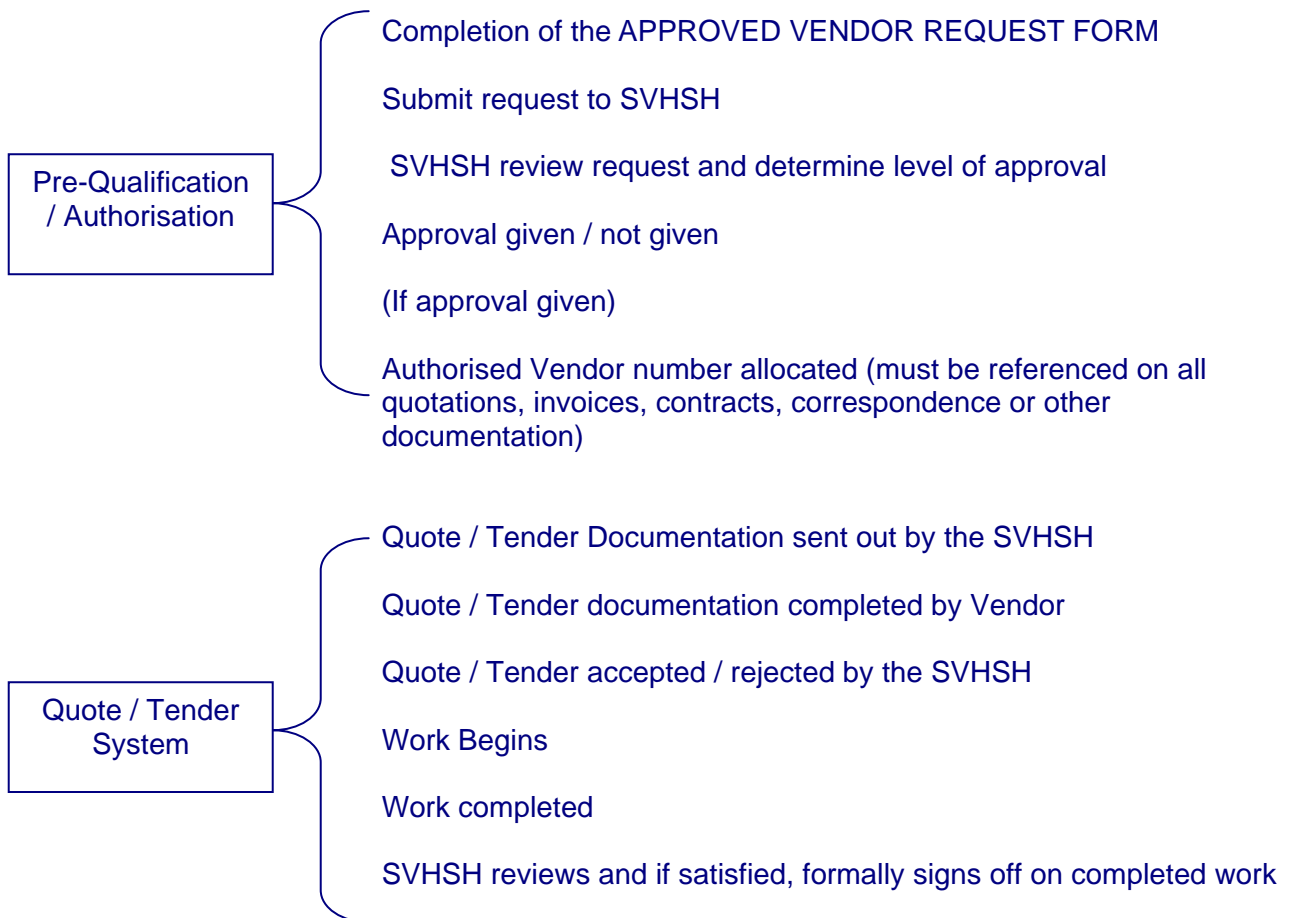 Completion of the APPROVED VENDOR REQUEST FORM
Submit request to SVHSH
SVHSH review request and determine level of approval
Pre-Qualification
/ Authorisation
Approval given / not given
(If approval given)
Authorised Vendor number allocated (must be referenced on all
quotations, invoices, contracts, correspondence or other
documentation)
Quote / Tender Documentation sent out by the SVHSH
Quote / Tender documentation completed by Vendor
Quote / Tender accepted / rejected by the SVHSH
Quote / Tender
System
Work Begins
Work completed
SVHSH reviews and if satisfied, formally signs off on completed work